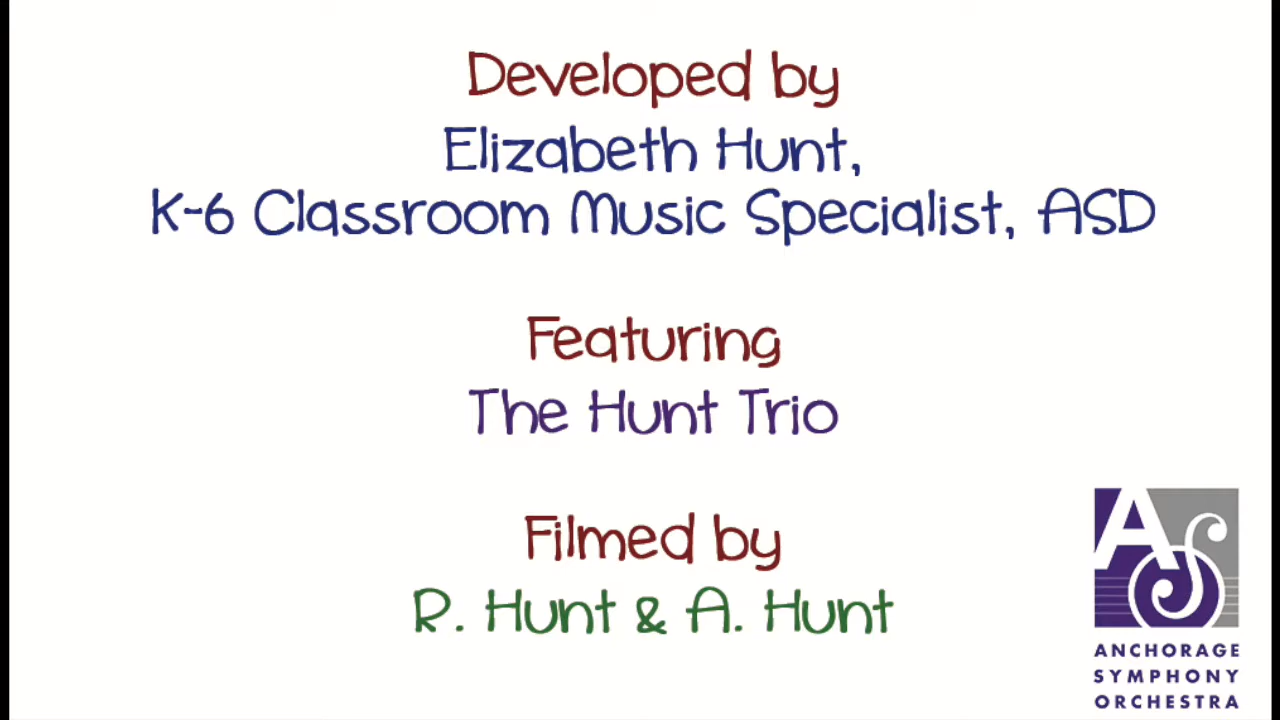 Developed by
Elizabeth Hunt,
K-6 Classroom Music Specialist, ASD
Featuring
The Hunt Trio
Filmed by
R. Hunt & A. Hunt
ASO
ANCHORAGE
SYMPHONY
ORCHESTRA